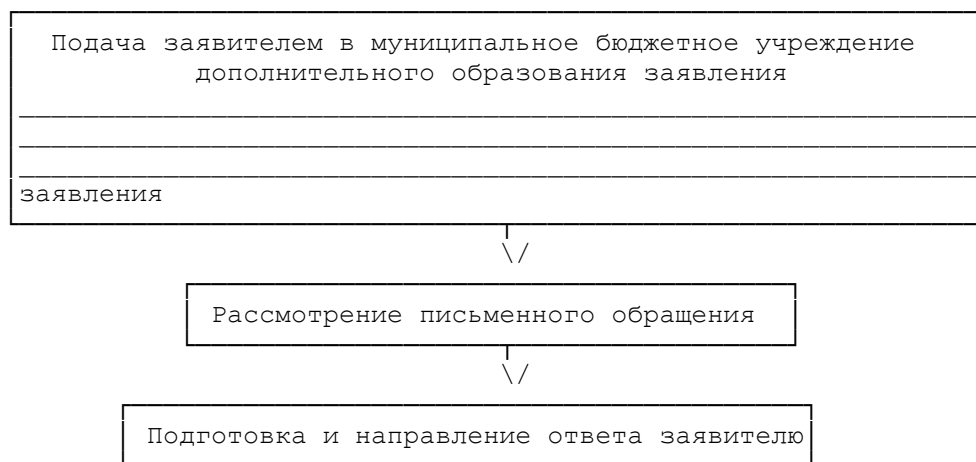 Подача заявителем в муниципальное бюджетное учреждение
дополнительного образования заявления
заявления
Рассмотрение письменного обращения
Подготовка и направление ответа заявителю